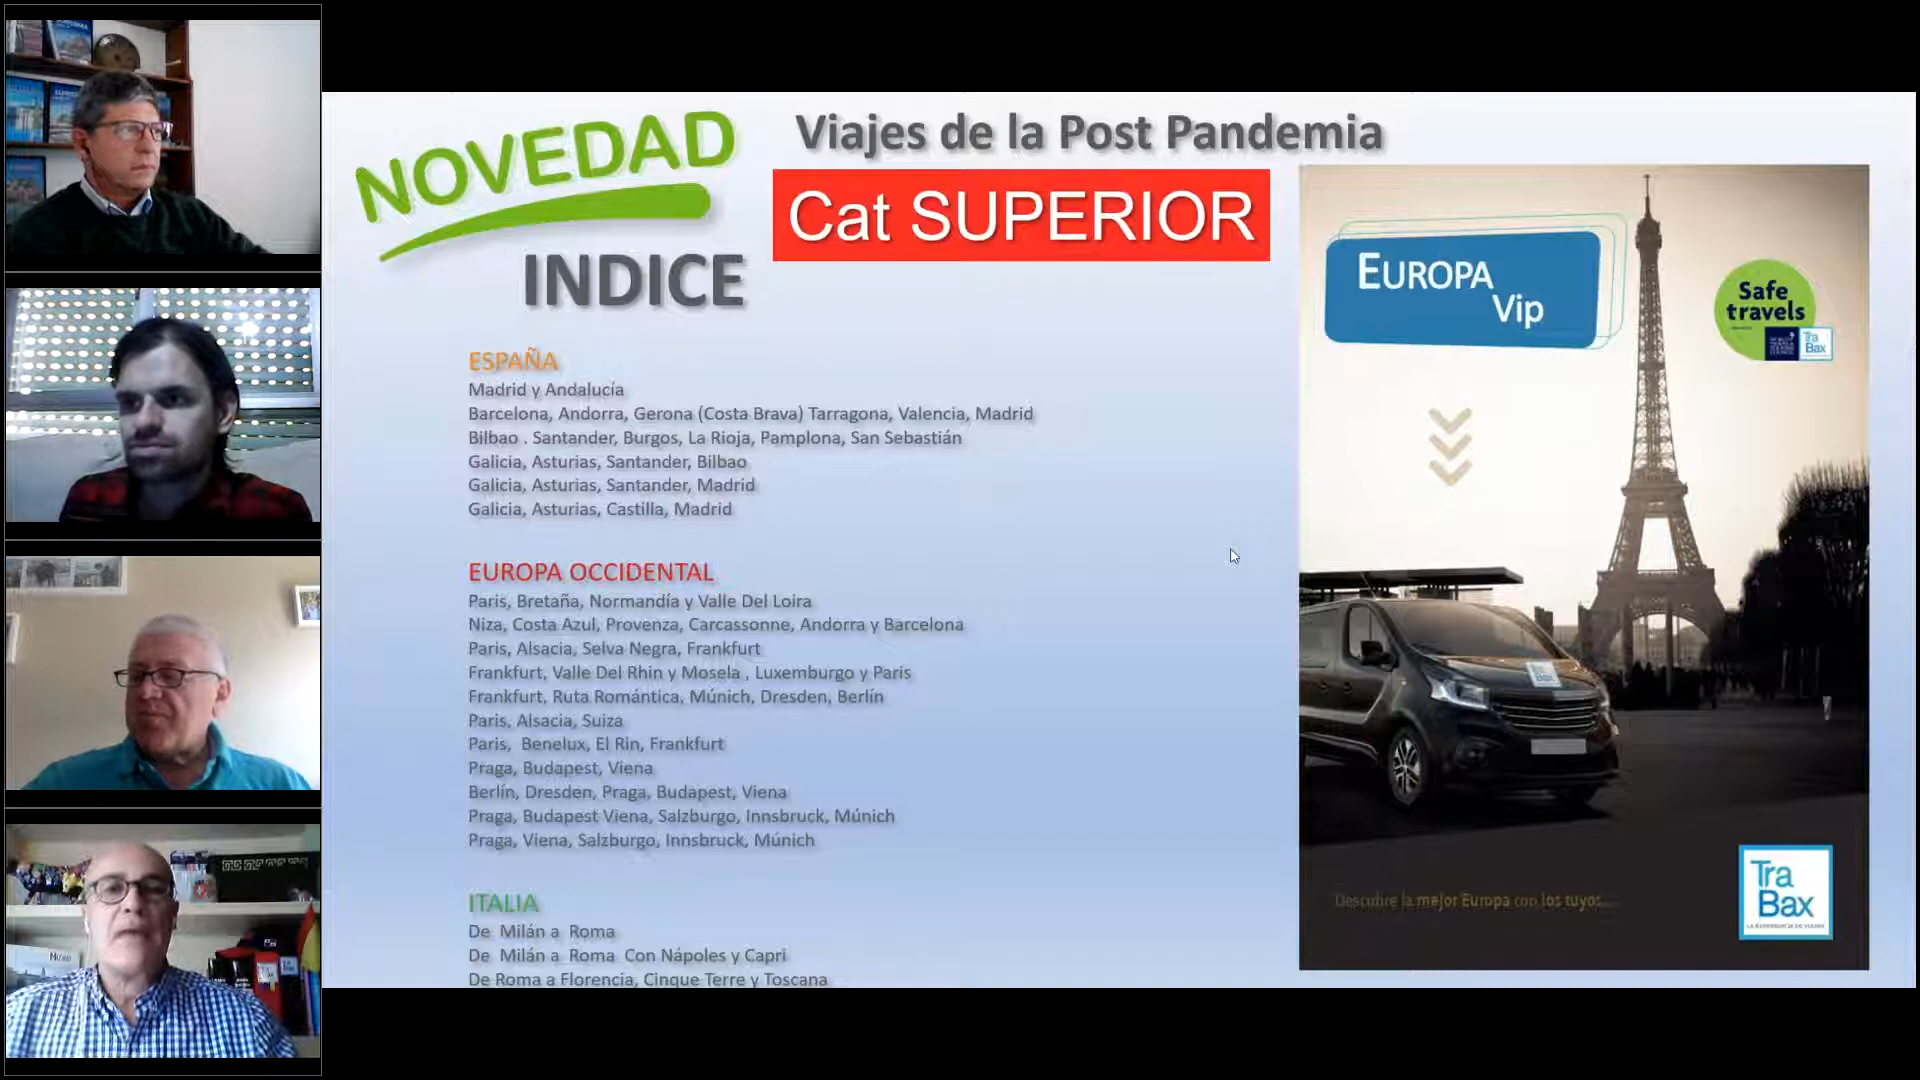 NOVEDAD
Viajes de la Post Pandemia
Cat SUPERIOR
INDICE
ESPAÑA
Madrid y Andalucía
Barcelona, Andorra, Gerona (Costa Brava) Tarragona, Valencia, Madrid
Bilbao . Santander, Burgos, La Rioja, Pamplona, San Sebastián
Galicia, Asturias, Santander, Bilbao
Galicia, Asturias, Santander, Madrid
Galicia, Asturias, Castilla, Madrid
EUROPA OCCIDENTAL
Paris, Bretaña, Normandía y Valle Del Loira
Niza, Costa Azul, Provenza, Carcassonne, Andorra y Barcelona
Paris, Alsacia, Selva Negra, Frankfurt
Frankfurt, Valle Del Rhin y Mosela , Luxemburgo y Paris
Frankfurt, Ruta Romántica, Múnich, Dresden, Berlín
Paris, Alsacia, Suiza
Paris, Benelux, El Rin, Frankfurt
Praga, Budapest, Viena
Berlín, Dresden, Praga, Budapest, Viena
Praga, Budapest Viena, Salzburgo, Innsbruck, Múnich
Praga, Viena, Salzburgo, Innsbruck, Múnich
ITALIA
De Milán a Roma
De Milán a Roma Con Nápoles y Capri
De Roma a Florencia, Cinque Terre y Toscana
EUROPA
Vip
Safe
travels
Tra
Bax
Descubre la mejor Europa con los tuyos...
Tra
Bax
LA EXPERIENCIA DE VIAJAR